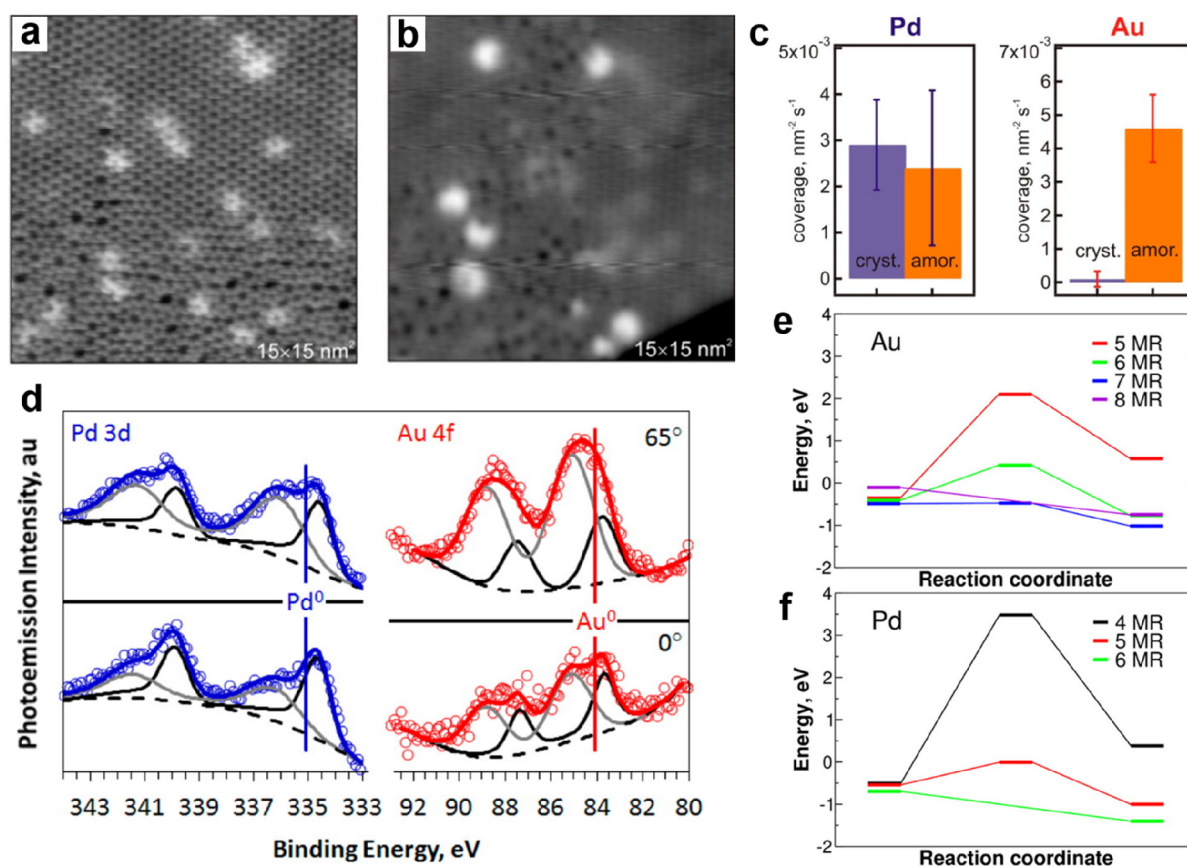 a
15×15 nm²
b
15×15 nm²
c
Pd
5x10⁻³
4
3
2
1
0
coverage, nm⁻² s⁻¹
cryst.
amor.
Au
7x10⁻³
6
5
4
3
2
1
0
coverage, nm⁻² s⁻¹
cryst.
amor.
d
Photoemission Intensity, au
Pd 3d
Au 4f
65°
Pd⁰
Au⁰
0°
343 341 339 337 335 333
92 90 88 86 84 82 80
Binding Energy, eV
e
Au
4
3
2
1
0
-1
-2
Energy, eV
5 MR
6 MR
7 MR
8 MR
Reaction coordinate
f
Pd
4
3
2
1
0
-1
-2
Energy, eV
4 MR
5 MR
6 MR
Reaction coordinate